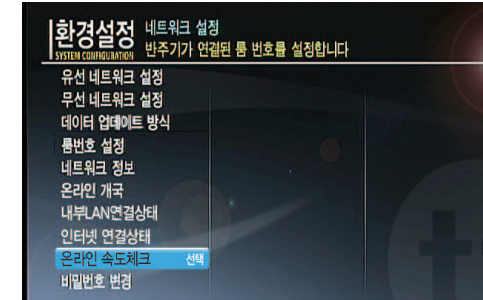 환경설정 네트워크 설정
SYSTEM CONFIGURATION 반주기가 연결된 룸 번호를 설정합니다
유선 네트워크 설정
무선 네트워크 설정
데이터 업데이트 방식
룸번호 설정
네트워크 정보
온라인 개국
내부LAN연결상태
인터넷 연결상태
온라인 속도체크 선택
비밀번호 변경